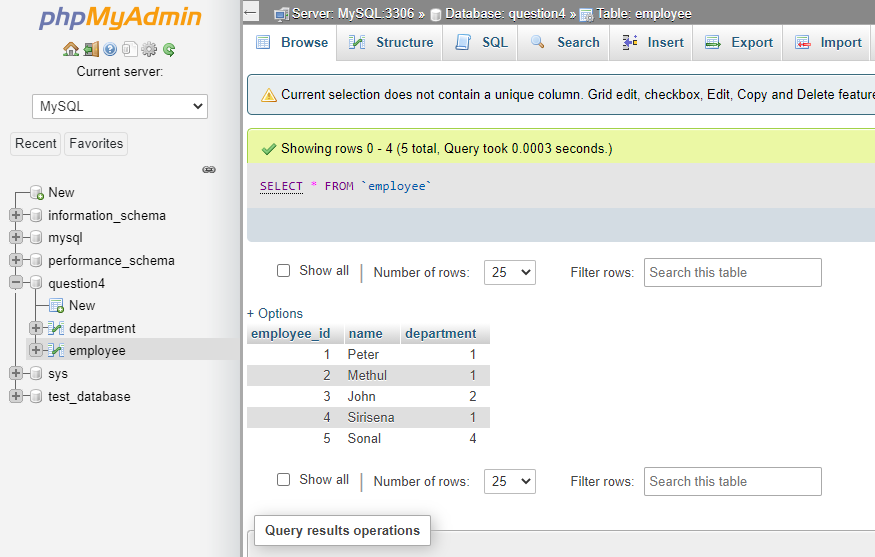 phpMyAdmin
Current server:
MySQL
Recent Favorites
New
information_schema
mysql
performance_schema
question4
New
department
employee
sys
test_database
Server: MySQL:3306 » Database: question4 » Table: employee
Browse Structure SQL Search Insert Export Import
Current selection does not contain a unique column. Grid edit, checkbox, Edit, Copy and Delete feature
Showing rows 0 - 4 (5 total, Query took 0.0003 seconds.)
SELECT * FROM `employee`
Show all | Number of rows: 25 Filter rows: Search this table
+ Options
employee_id name department
1 Peter 1
2 Methul 1
3 John 2
4 Sirisena 1
5 Sonal 4
Show all | Number of rows: 25 Filter rows: Search this table
Query results operations